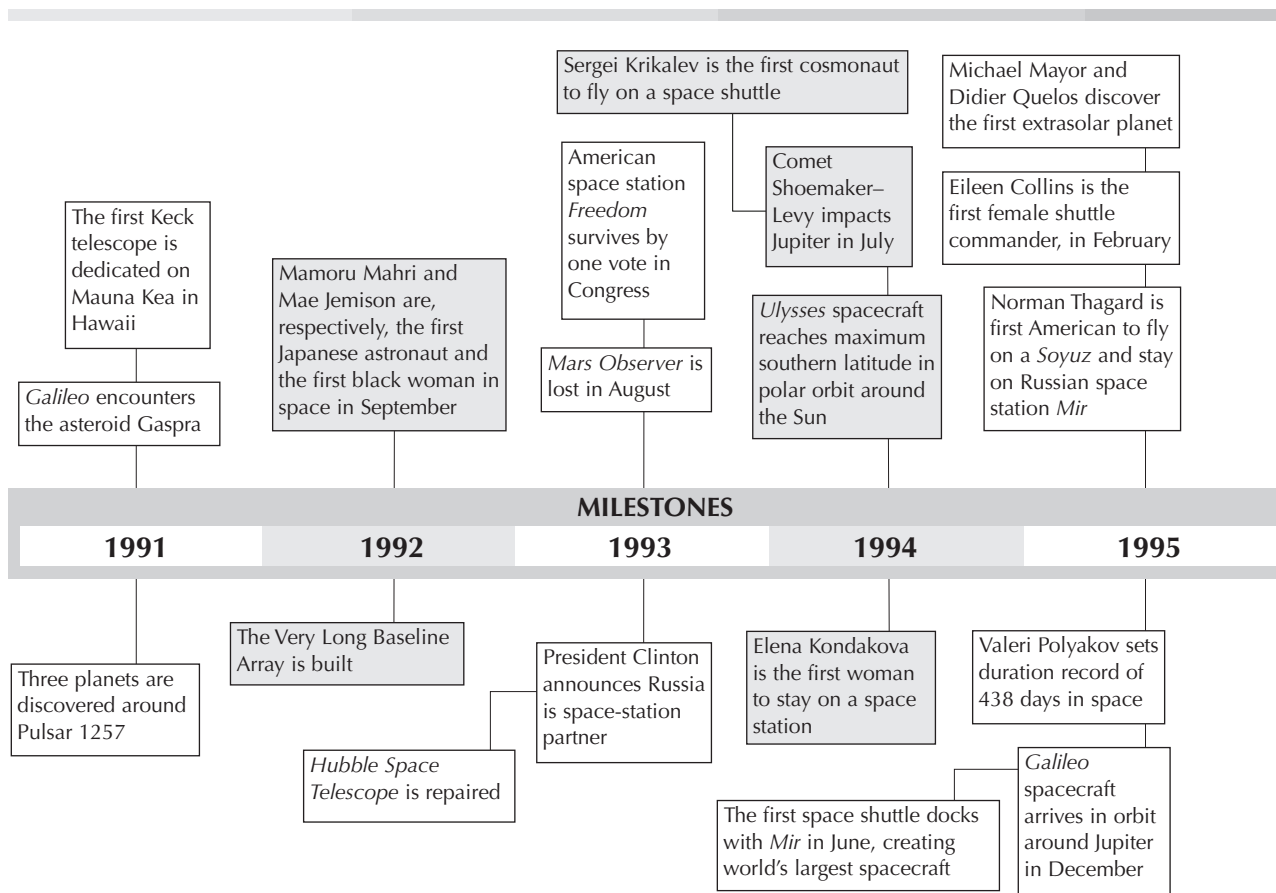 Sergei Krikalev is the first cosmonaut
to fly on a space shuttle
Michael Mayor and
Didier Quelos discover
the first extrasolar planet
American
space station
Freedom
survives by
one vote in
Congress
Comet
Shoemaker–
Levy impacts
Jupiter in July
Eileen Collins is the
first female shuttle
commander, in February
The first Keck
telescope is
dedicated on
Mauna Kea in
Hawaii
Mamoru Mahri and
Mae Jemison are,
respectively, the first
Japanese astronaut and
the first black woman in
space in September
Ulysses spacecraft
reaches maximum
southern latitude in
polar orbit around
the Sun
Norman Thagard is
first American to fly
on a Soyuz and stay
on Russian space
station Mir
Mars Observer is
lost in August
Galileo encounters
the asteroid Gaspra
MILESTONES
1991 1992 1993 1994 1995
Three planets are
discovered around
Pulsar 1257
The Very Long Baseline
Array is built
President Clinton
announces Russia
is space-station
partner
Elena Kondakova
is the first woman
to stay on a space
station
Valeri Polyakov sets
duration record of
438 days in space
Hubble Space
Telescope is repaired
The first space shuttle docks
with Mir in June, creating
world's largest spacecraft
Galileo
spacecraft
arrives in orbit
around Jupiter
in December